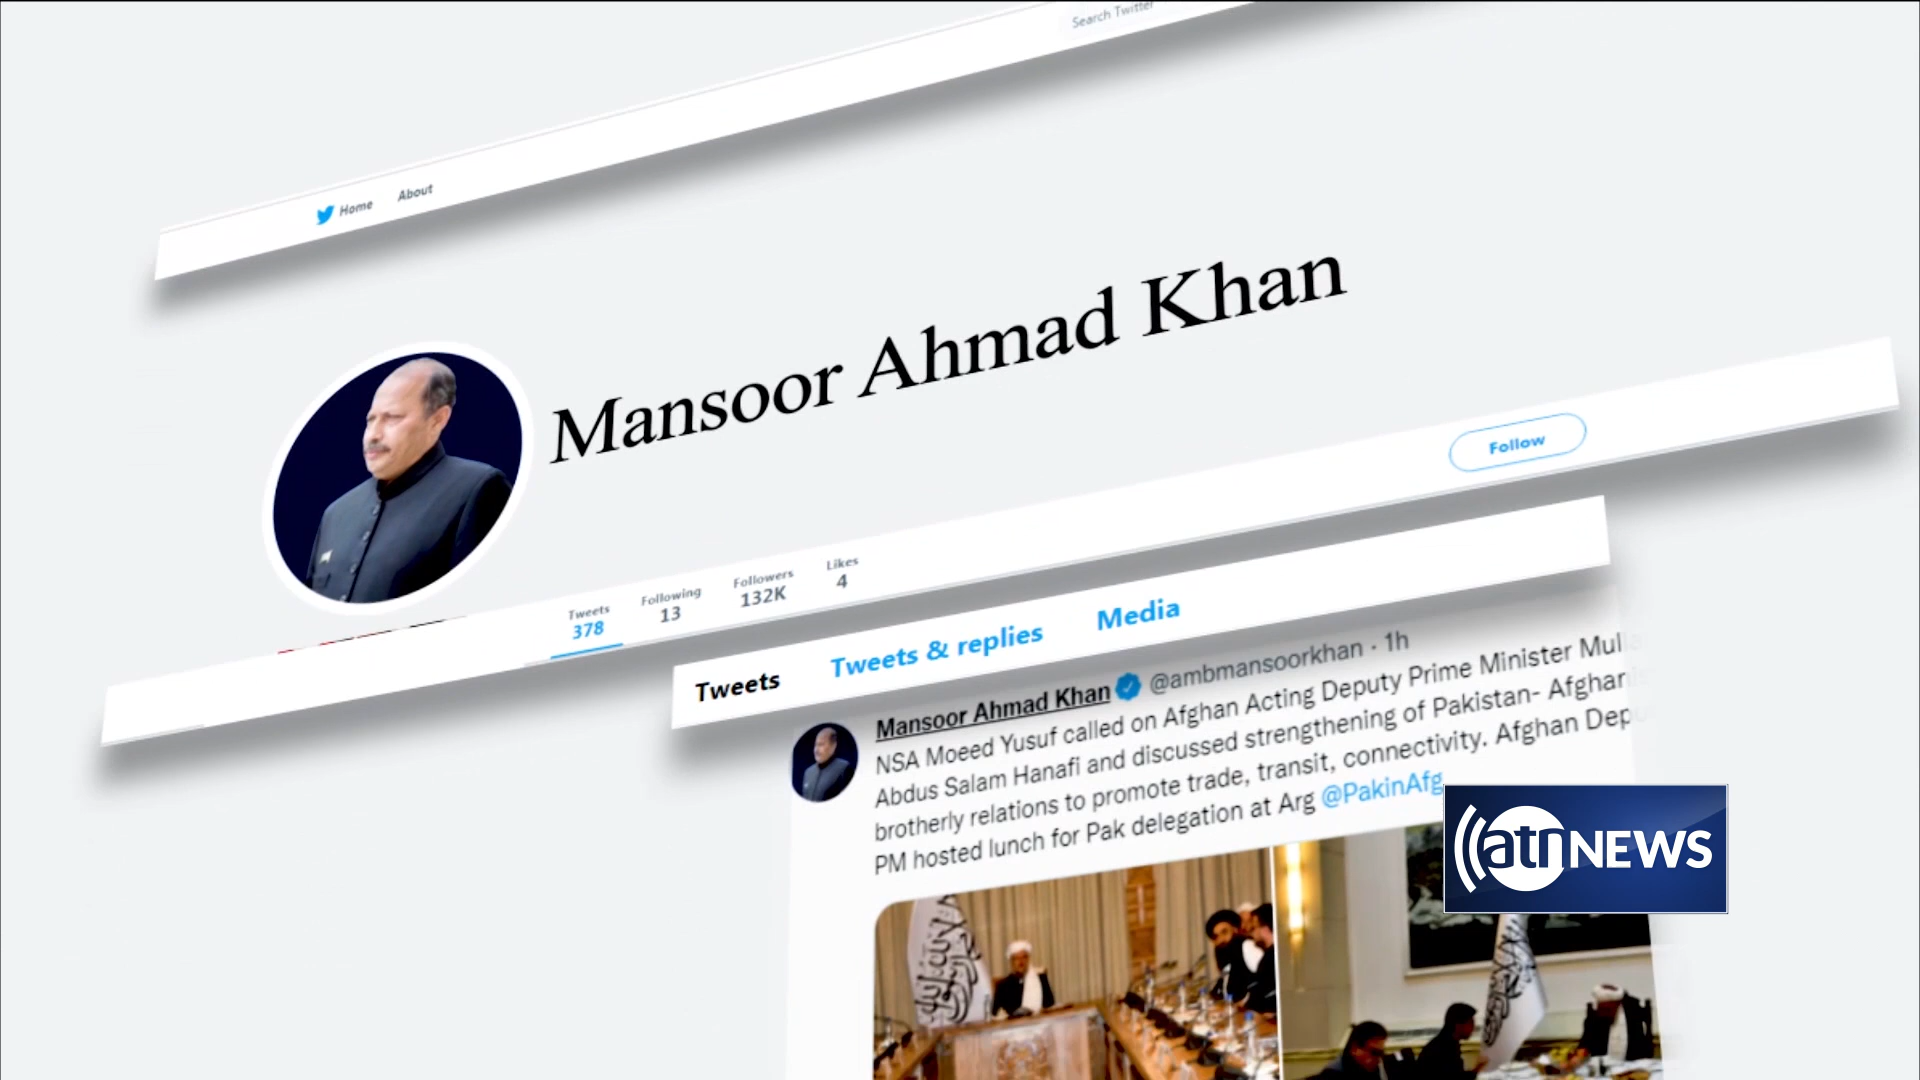 Search Twitter
Home About
Mansoor Ahmad Khan
Follow
Tweets Following Followers Likes
378 13 132K 4
Tweets Tweets & replies Media
Mansoor Ahmad Khan @ambmansoorkhan · 1h
NSA Moeed Yusuf called on Afghan Acting Deputy Prime Minister
Abdus Salam Hanafi and discussed strengthening of Pakistan-
brotherly relations to promote trade, transit, connectivity. Afghan
PM hosted lunch for Pak delegation at Arg @PakinAfg
atn NEWS